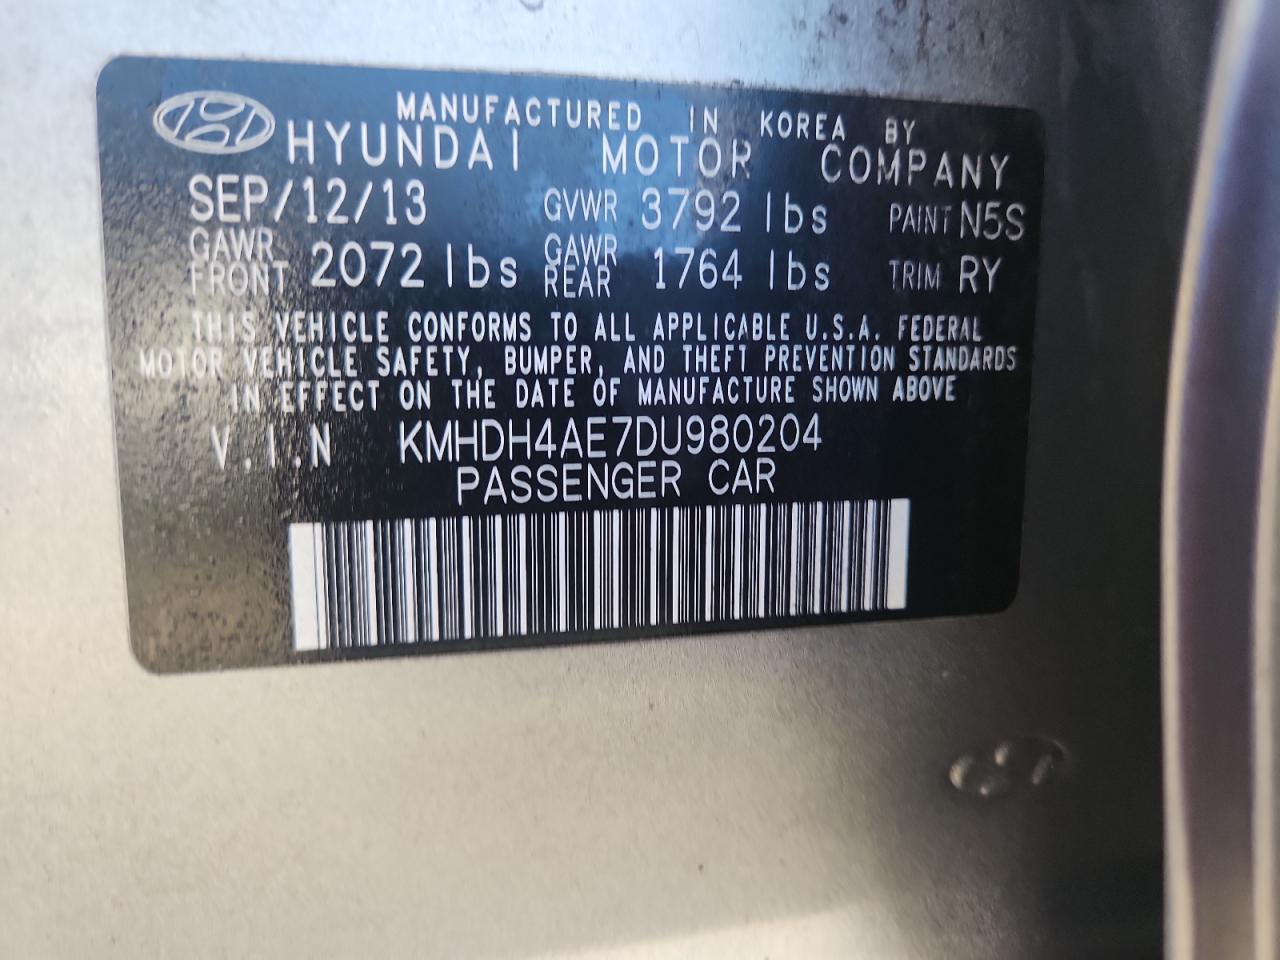 MANUFACTURED IN KOREA BY
HYUNDAI MOTOR COMPANY
SEP/12/13 GVWR 3792 lbs PAINT N5S
GAWR FRONT 2072 lbs GAWR REAR 1764 lbs TRIM RY
THIS VEHICLE CONFORMS TO ALL APPLICABLE U.S.A. FEDERAL
MOTOR VEHICLE SAFETY, BUMPER, AND THEFT PREVENTION STANDARDS
IN EFFECT ON THE DATE OF MANUFACTURE SHOWN ABOVE
V.I.N KMHDH4AE7DU980204
PASSENGER CAR